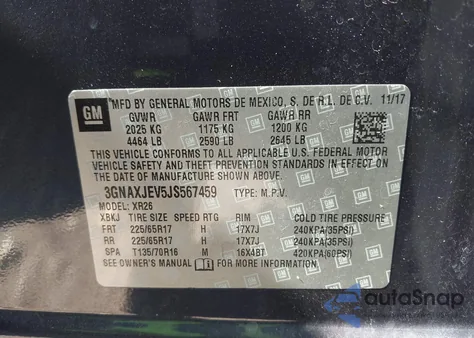 GM
MFD BY GENERAL MOTORS DE MEXICO, S. DE R.L. DE C.V. 11/17
GVWR GAWR FRT GAWR RR
2025 KG 1175 KG 1200 KG
4464 LB 2590 LB 2645 LB
THIS VEHICLE CONFORMS TO ALL APPLICABLE U.S. FEDERAL MOTOR
VEHICLE SAFETY AND THEFT PREVENTION STANDARDS IN EFFECT ON
THE DATE OF MANUFACTURE SHOWN ABOVE.
3GNAXJEV5JS567459 TYPE: M.P.V.
MODEL: XR26
XBKJ TIRE SIZE SPEED RTG RIM COLD TIRE PRESSURE
FRT 225/65R17 H 17X7J 240KPA(35PSI)
RR 225/65R17 H 17X7J 240KPA(35PSI)
SPA T135/70R16 M 16X4BT 420KPA(60PSI)
SEE OWNER'S MANUAL FOR ADDITIONAL INFORMATION
autoSnap